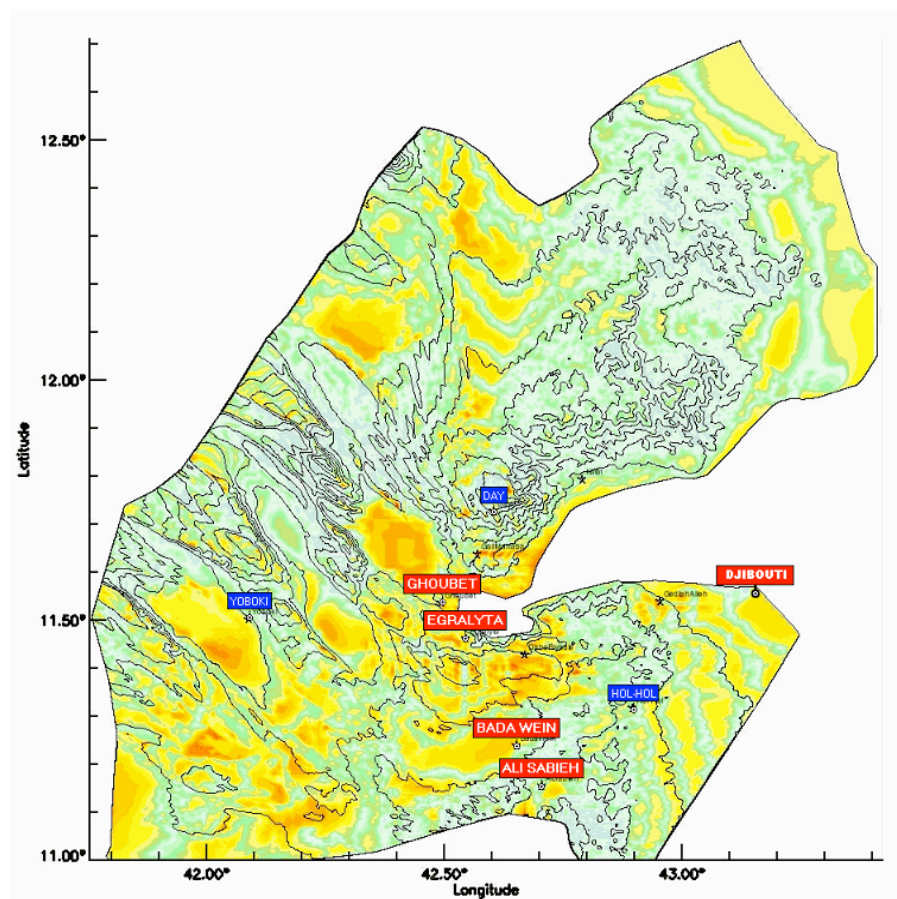 12.50°
12.00°
Latitude
DAY
GHOUBET
DJIBOUTI
YOBOKI
GediahAlleh
EGRALYTA
11.50°
HOL-HOL
BADA WEIN
ALI SABIEH
11.00°
42.00°
42.50°
43.00°
Longitude